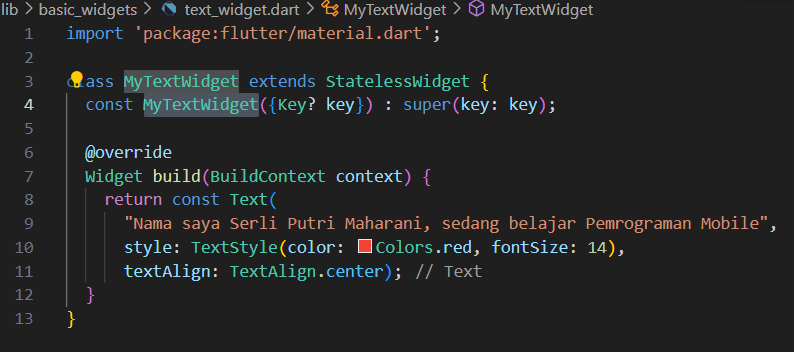 lib > basic_widgets > text_widget.dart > MyTextWidget > MyTextWidget
1 import 'package:flutter/material.dart';
2
3 class MyTextWidget extends StatelessWidget {
4 const MyTextWidget({Key? key}) : super(key: key);
5
6 @override
7 Widget build(BuildContext context) {
8 return const Text(
9 "Nama saya Serli Putri Maharani, sedang belajar Pemrograman Mobile",
10 style: TextStyle(color: Colors.red, fontSize: 14),
11 textAlign: TextAlign.center); // Text
12 }
13 }